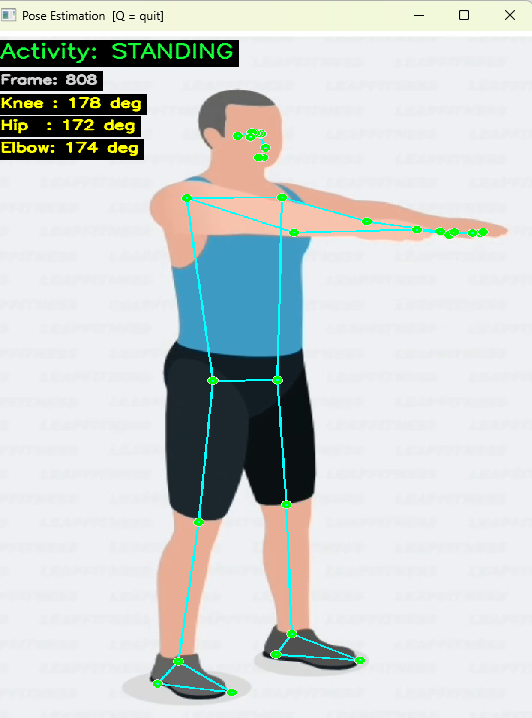 Pose Estimation [Q = quit]
Activity: STANDING
Frame: 808
Knee : 178 deg
Hip  : 172 deg
Elbow: 174 deg